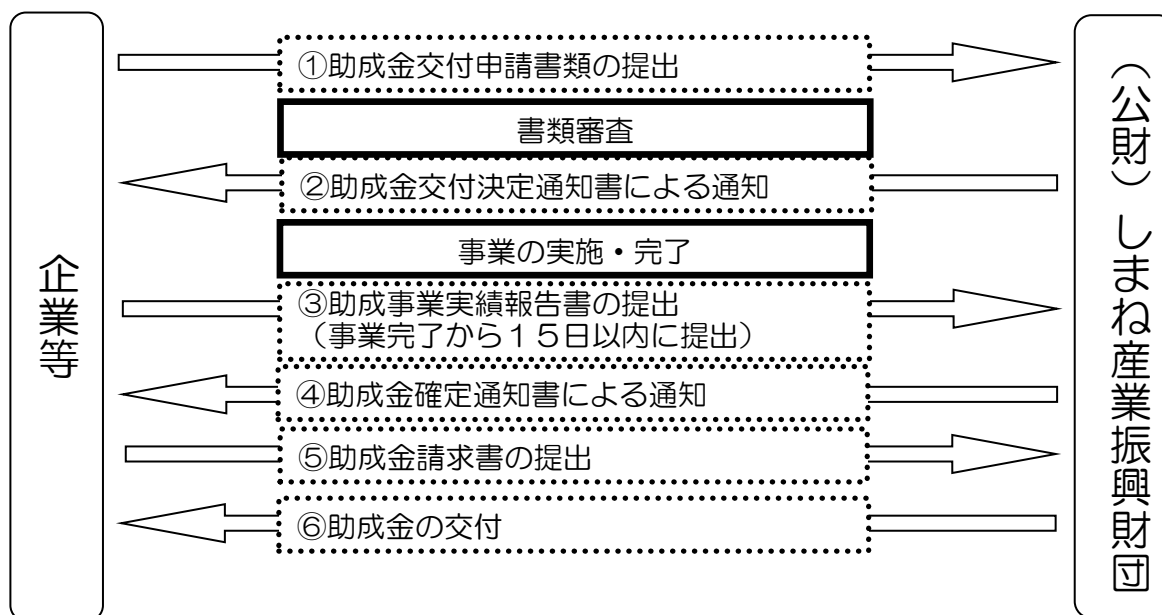 企業等
①助成金交付申請書類の提出
書類審査
②助成金交付決定通知書による通知
事業の実施・完了
③助成事業実績報告書の提出
（事業完了から１５日以内に提出）
④助成金確定通知書による通知
⑤助成金請求書の提出
⑥助成金の交付
（公財）しまね産業振興財団